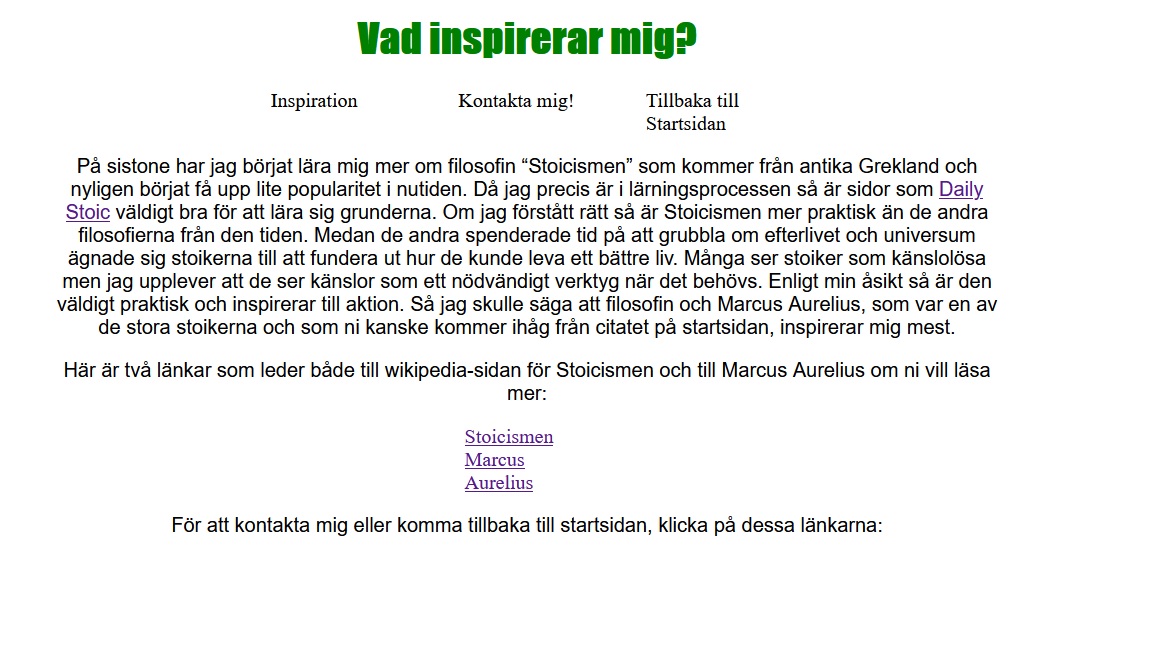 Vad inspirerar mig?
Inspiration
Kontakta mig!
Tillbaka till
Startsidan
På sistone har jag börjat lära mig mer om filosofin “Stoicismen” som kommer från antika Grekland och
nyligen börjat få upp lite popularitet i nutiden. Då jag precis är i lärningsprocessen så är sidor som Daily
Stoic väldigt bra för att lära sig grunderna. Om jag förstått rätt så är Stoicismen mer praktisk än de andra
filosofierna från den tiden. Medan de andra spenderade tid på att grubbla om efterlivet och universum
ägnade sig stoikerna till att fundera ut hur de kunde leva ett bättre liv. Många ser stoiker som känslolösa
men jag upplever att de ser känslor som ett nödvändigt verktyg när det behövs. Enligt min åsikt så är den
väldigt praktisk och inspirerar till aktion. Så jag skulle säga att filosofin och Marcus Aurelius, som var en av
de stora stoikerna och som ni kanske kommer ihåg från citatet på startsidan, inspirerar mig mest.
Här är två länkar som leder både till wikipedia-sidan för Stoicismen och till Marcus Aurelius om ni vill läsa
mer:
Stoicismen
Marcus
Aurelius
För att kontakta mig eller komma tillbaka till startsidan, klicka på dessa länkarna: